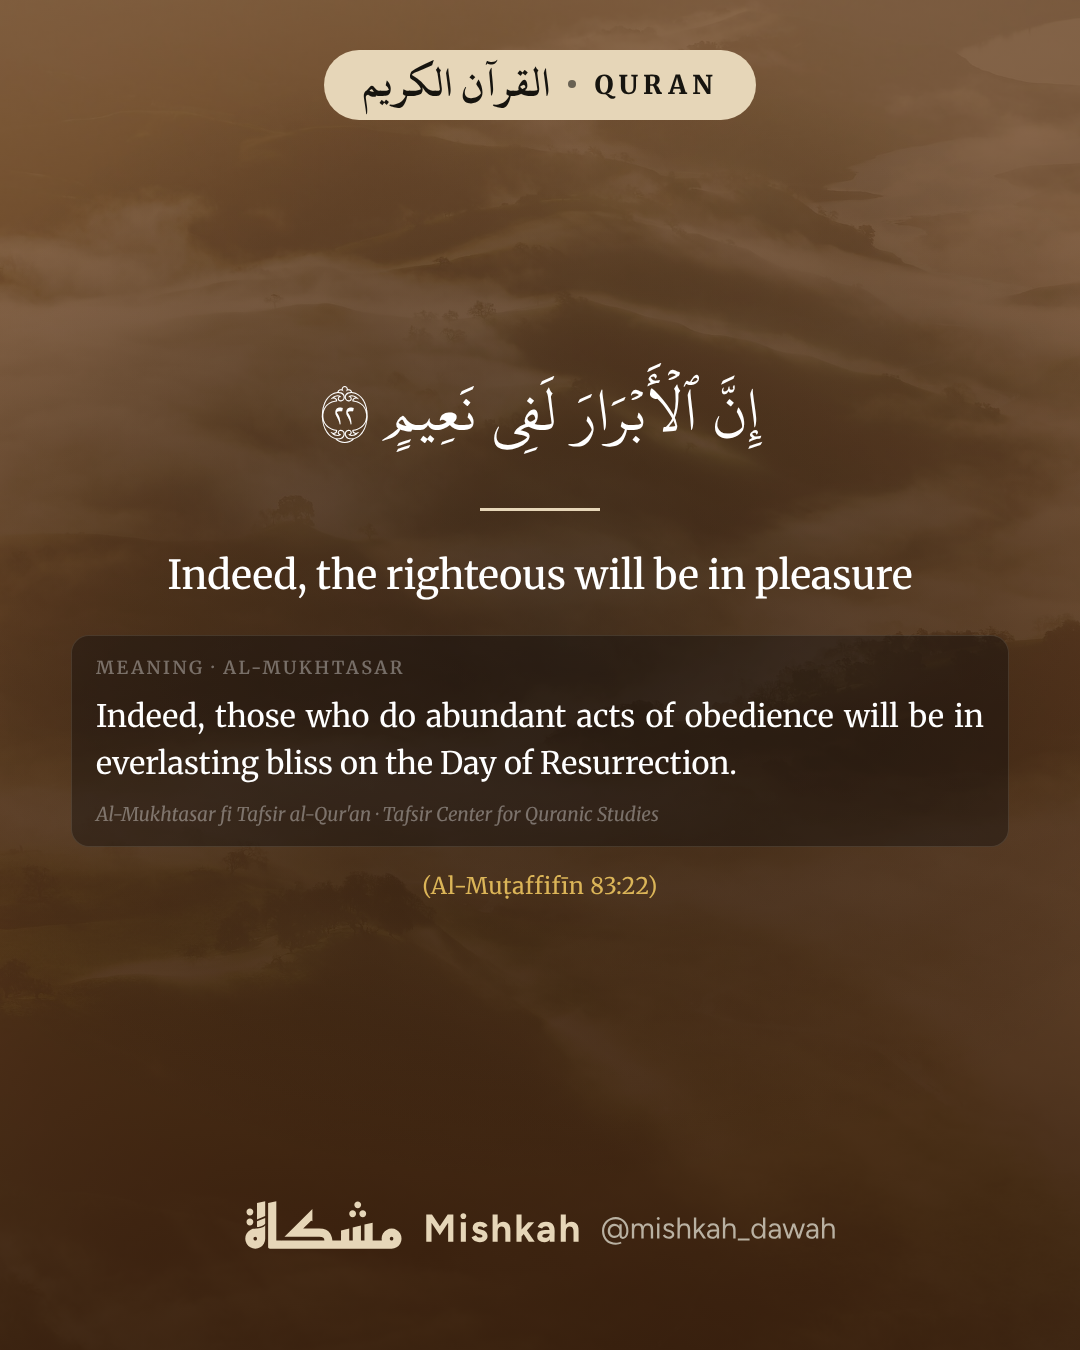 القرآن الكريم • QURAN
إِنَّ ٱلْأَبْرَارَ لَفِى نَعِيمٍ ٢٢
Indeed, the righteous will be in pleasure
MEANING · AL-MUKHTASAR
Indeed, those who do abundant acts of obedience will be in
everlasting bliss on the Day of Resurrection.
Al-Mukhtasar fi Tafsir al-Qur'an · Tafsir Center for Quranic Studies
(Al-Muṭaffifīn 83:22)
مشكاة Mishkah @mishkah_dawah